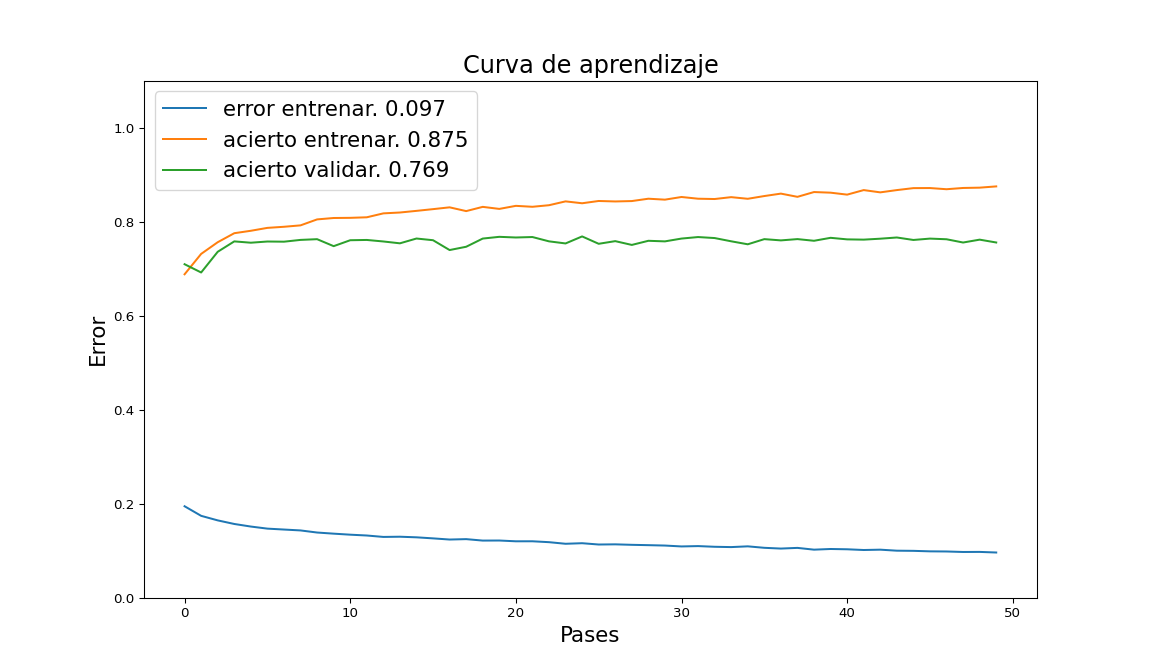 Curva de aprendizaje
error entrenar. 0.097
acierto entrenar. 0.875
acierto validar. 0.769
1.0
0.8
0.6
0.4
0.2
0.0
Error
0 10 20 30 40 50
Pases